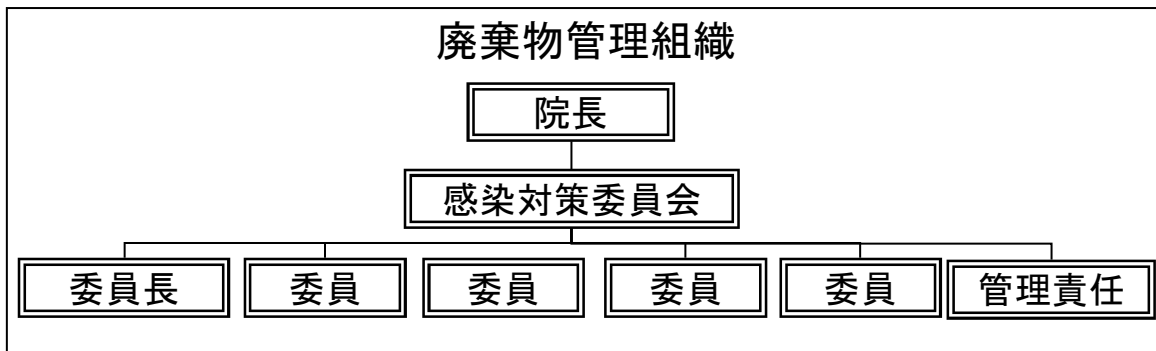 廃棄物管理組織
院長
感染対策委員会
委員長
委員
委員
委員
委員
管理責任